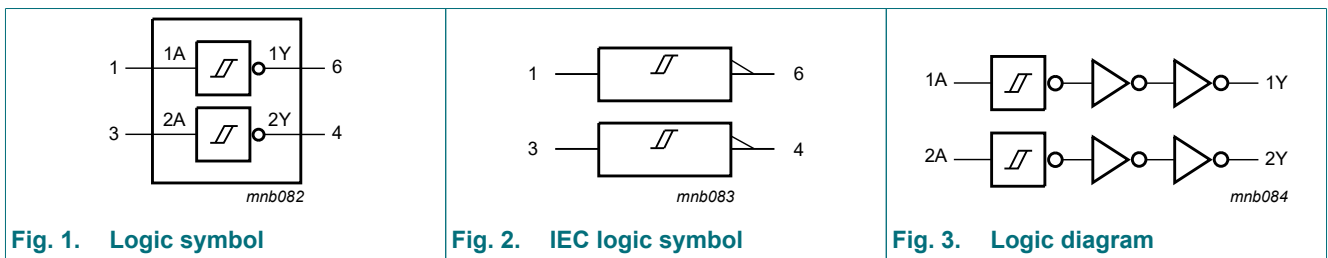 1A 1Y
1 6
2A 2Y
3 4
mnb082
Fig. 1. Logic symbol
1 6
3 4
mnb083
Fig. 2. IEC logic symbol
1A 1Y
2A 2Y
mnb084
Fig. 3. Logic diagram